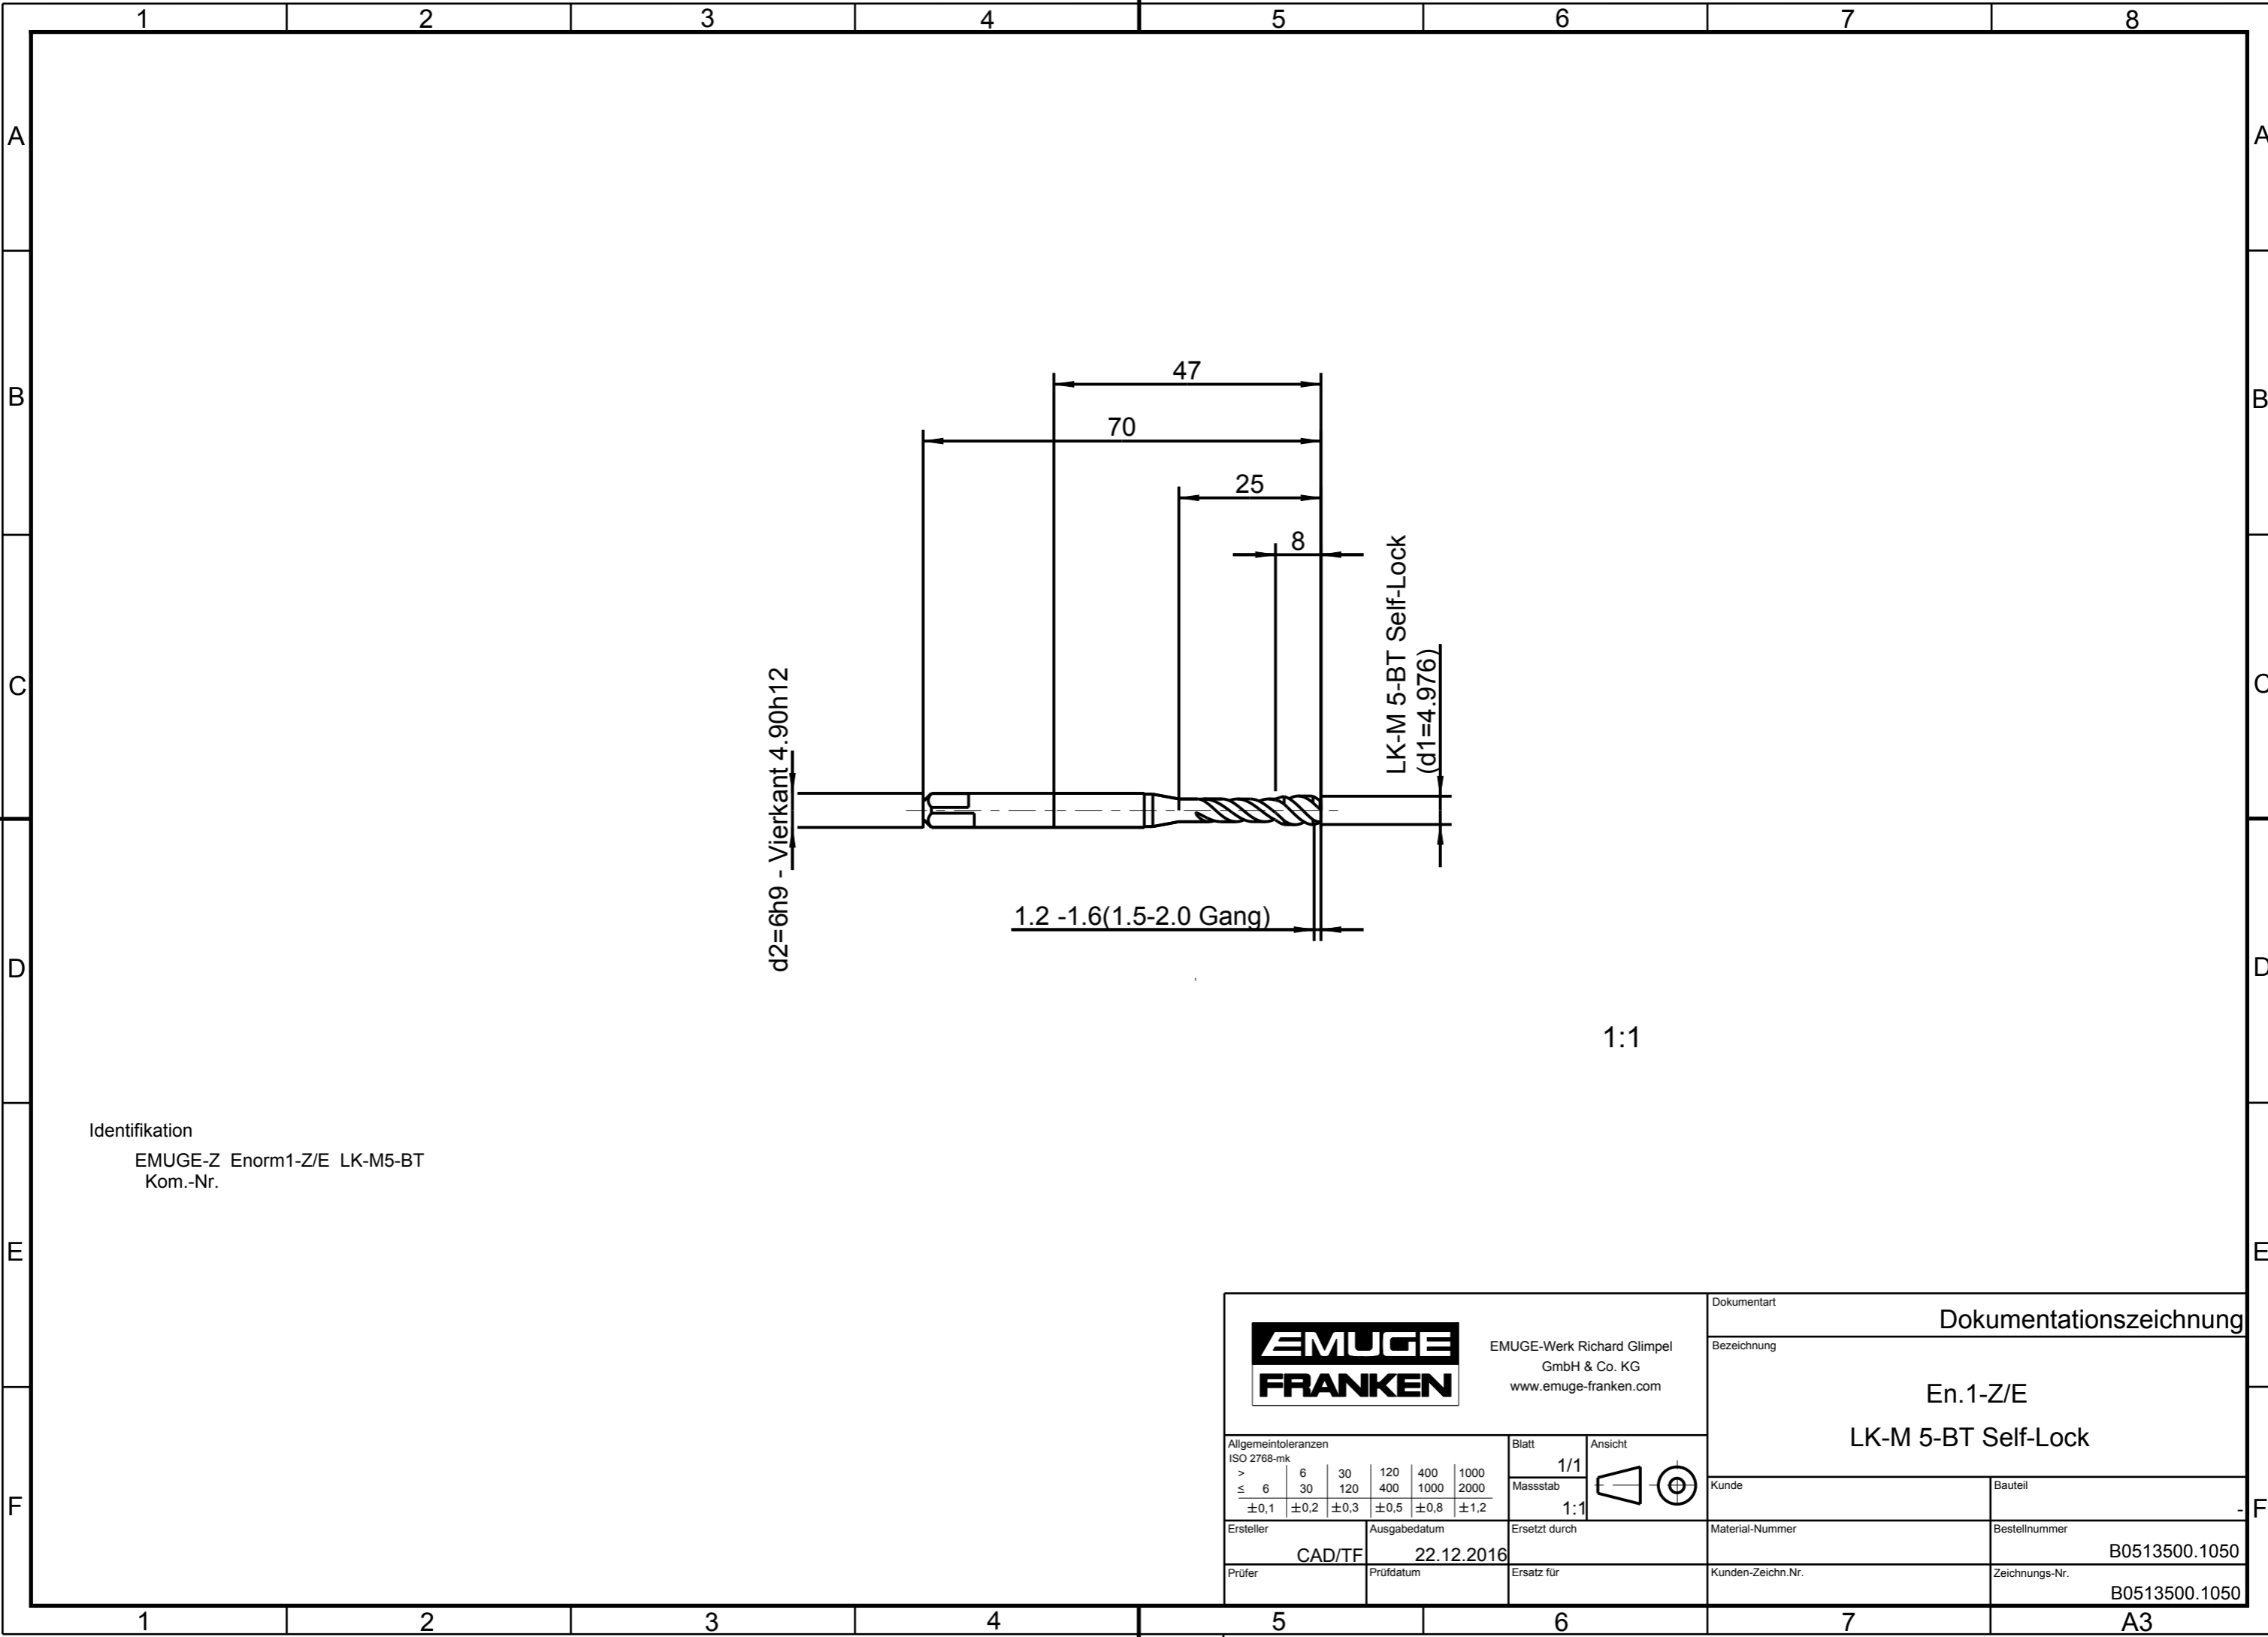 1 2 3 4 5 6 7 8
A A
B B
C C
D D
E E
F F
47
70
25
8
LK-M 5-BT Self-Lock
(d1=4.976)
d2=6h9 - Vierkant 4.90h12
1.2 -1.6(1.5-2.0 Gang)
1:1
Identifikation
EMUGE-Z Enorm1-Z/E LK-M5-BT
Kom.-Nr.
EMUGE
FRANKEN
EMUGE-Werk Richard Glimpel
GmbH & Co. KG
www.emuge-franken.com
Dokumentart
Dokumentationszeichnung
Bezeichnung
En.1-Z/E
LK-M 5-BT Self-Lock
Allgemeintoleranzen
ISO 2768-mk
> 6 30 120 400 1000
≤ 6 30 120 400 1000 2000
±0,1 ±0,2 ±0,3 ±0,5 ±0,8 ±1,2
Blatt
1/1
Ansicht
Massstab
1:1
Kunde
Bauteil
-
Ersteller
CAD/TF
Ausgabedatum
22.12.2016
Ersetzt durch
Material-Nummer
Bestellnummer
B0513500.1050
Prüfer
Prüfdatum
Ersatz für
Kunden-Zeichn.Nr.
Zeichnungs-Nr.
B0513500.1050
1 2 3 4 5 6 7 A3